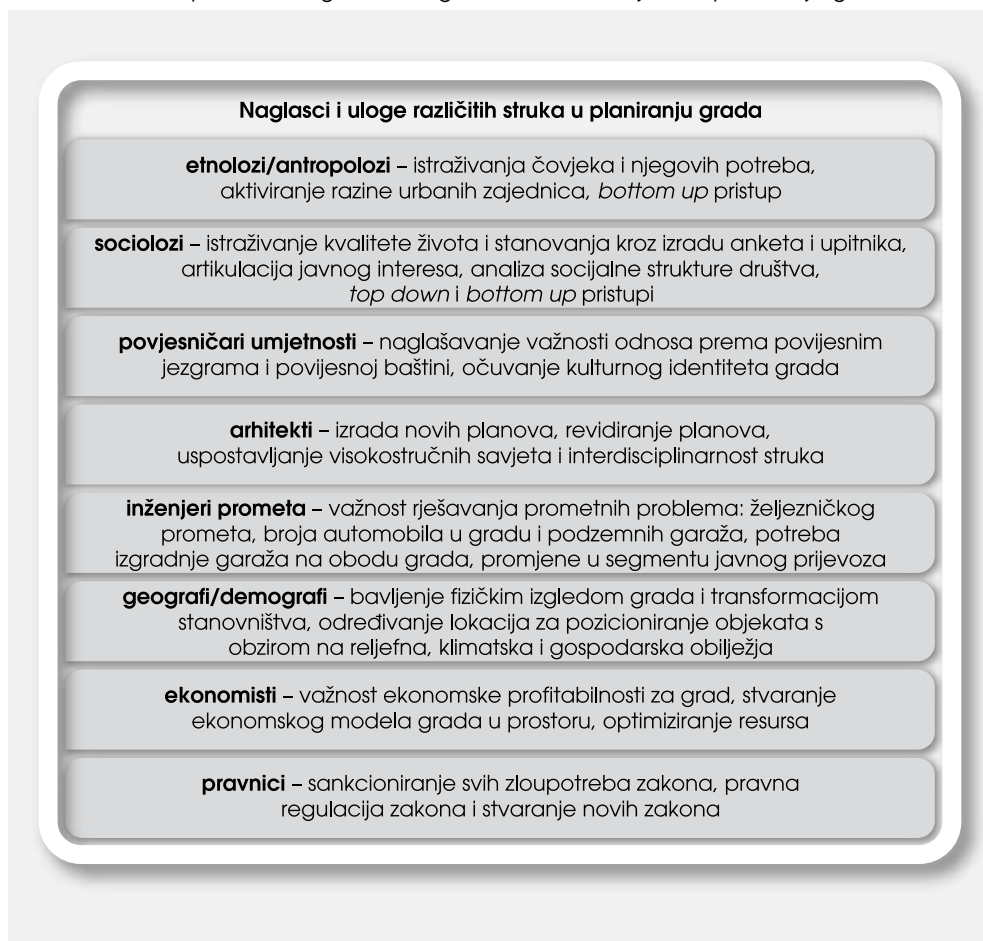 Naglasci i uloge različitih struka u planiranju grada
etnolozi/antropolozi – istraživanja čovjeka i njegovih potreba,
aktiviranje razine urbanih zajednica, bottom up pristup
sociolozi – istraživanje kvalitete života i stanovanja kroz izradu anketa i upitnika,
artikulacija javnog interesa, analiza socijalne strukture društva,
top down i bottom up pristupi
povjesničari umjetnosti – naglašavanje važnosti odnosa prema povijesnim
jezgrama i povijesnoj baštini, očuvanje kulturnog identiteta grada
arhitekti – izrada novih planova, revidiranje planova,
uspostavljanje visokostručnih savjeta i interdisciplinarnost struka
inženjeri prometa – važnost rješavanja prometnih problema: željezničkog
prometa, broja automobila u gradu i podzemnih garaža, potreba
izgradnje garaža na obodu grada, promjene u segmentu javnog prijevoza
geografi/demografi – bavljenje fizičkim izgledom grada i transformacijom
stanovništva, određivanje lokacija za pozicioniranje objekata s
obzirom na reljefna, klimatska i gospodarska obilježja
ekonomisti – važnost ekonomske profitabilnosti za grad, stvaranje
ekonomskog modela grada u prostoru, optimiziranje resursa
pravnici – sankcioniranje svih zloupotreba zakona, pravna
regulacija zakona i stvaranje novih zakona